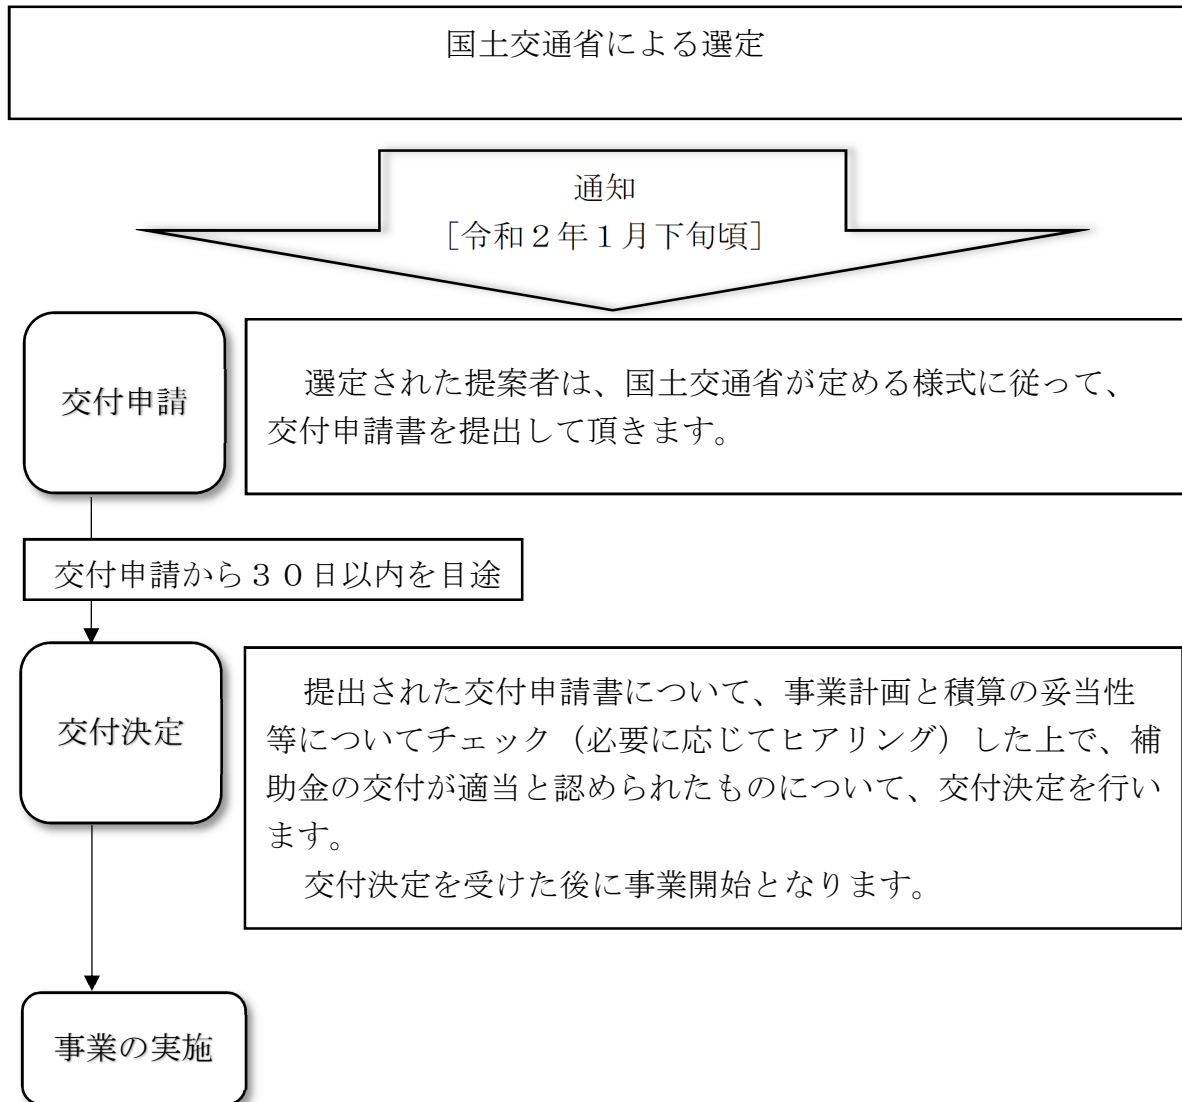 国土交通省による選定
通知
［令和２年１月下旬頃］
交付申請
選定された提案者は、国土交通省が定める様式に従って、
交付申請書を提出して頂きます。
交付申請から３０日以内を目途
交付決定
提出された交付申請書について、事業計画と積算の妥当性
等についてチェック（必要に応じてヒアリング）した上で、補
助金の交付が適当と認められたものについて、交付決定を行い
ます。
交付決定を受けた後に事業開始となります。
事業の実施